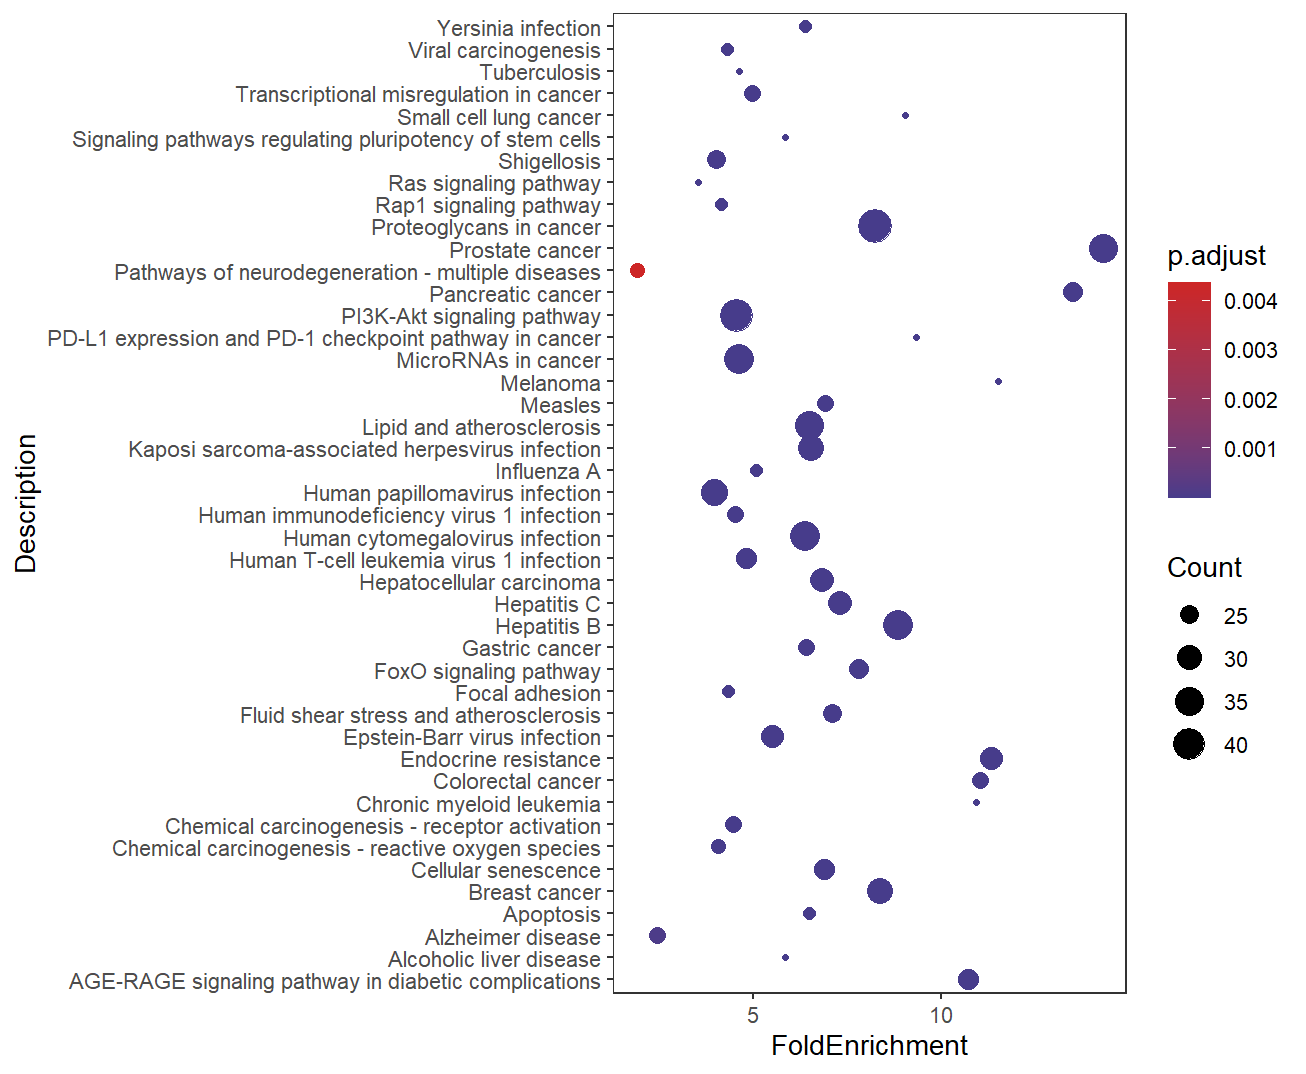 Yersinia infection
Viral carcinogenesis
Tuberculosis
Transcriptional misregulation in cancer
Small cell lung cancer
Signaling pathways regulating pluripotency of stem cells
Shigellosis
Ras signaling pathway
Rap1 signaling pathway
Proteoglycans in cancer
Prostate cancer
Pathways of neurodegeneration - multiple diseases
Pancreatic cancer
PI3K-Akt signaling pathway
PD-L1 expression and PD-1 checkpoint pathway in cancer
MicroRNAs in cancer
Melanoma
Measles
Lipid and atherosclerosis
Kaposi sarcoma-associated herpesvirus infection
Influenza A
Human papillomavirus infection
Human immunodeficiency virus 1 infection
Human cytomegalovirus infection
Human T-cell leukemia virus 1 infection
Hepatocellular carcinoma
Hepatitis C
Hepatitis B
Gastric cancer
FoxO signaling pathway
Focal adhesion
Fluid shear stress and atherosclerosis
Epstein-Barr virus infection
Endocrine resistance
Colorectal cancer
Chronic myeloid leukemia
Chemical carcinogenesis - receptor activation
Chemical carcinogenesis - reactive oxygen species
Cellular senescence
Breast cancer
Apoptosis
Alzheimer disease
Alcoholic liver disease
AGE-RAGE signaling pathway in diabetic complications
Description
5
10
FoldEnrichment
p.adjust
0.004
0.003
0.002
0.001
Count
25
30
35
40